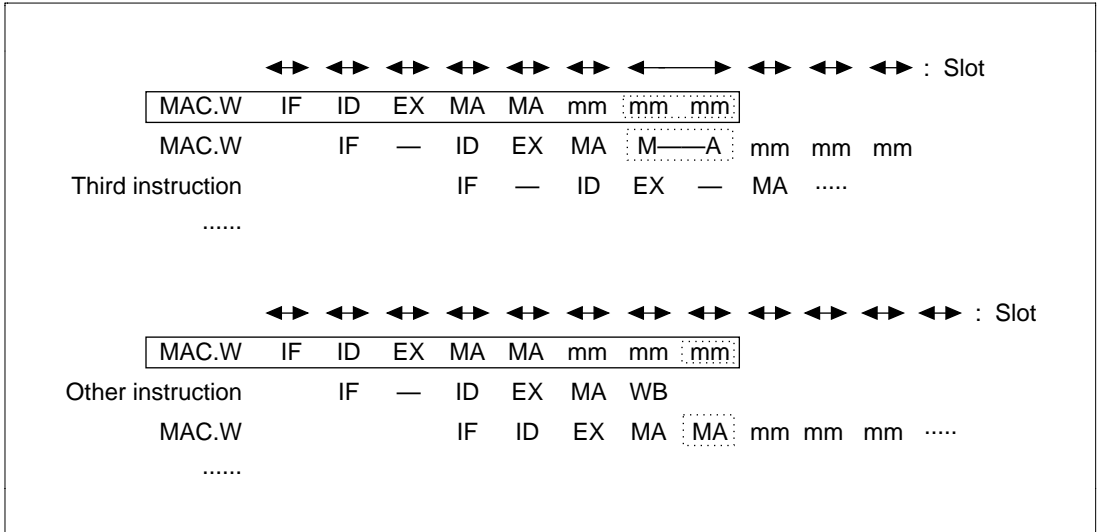 : Slot
MAC.W IF ID EX MA MA mm mm mm
MAC.W IF — ID EX MA M——A mm mm mm
Third instruction IF — ID EX — MA ·····
······
: Slot
MAC.W IF ID EX MA MA mm mm mm
Other instruction IF — ID EX MA WB
MAC.W IF ID EX MA MA mm mm mm ·····
······